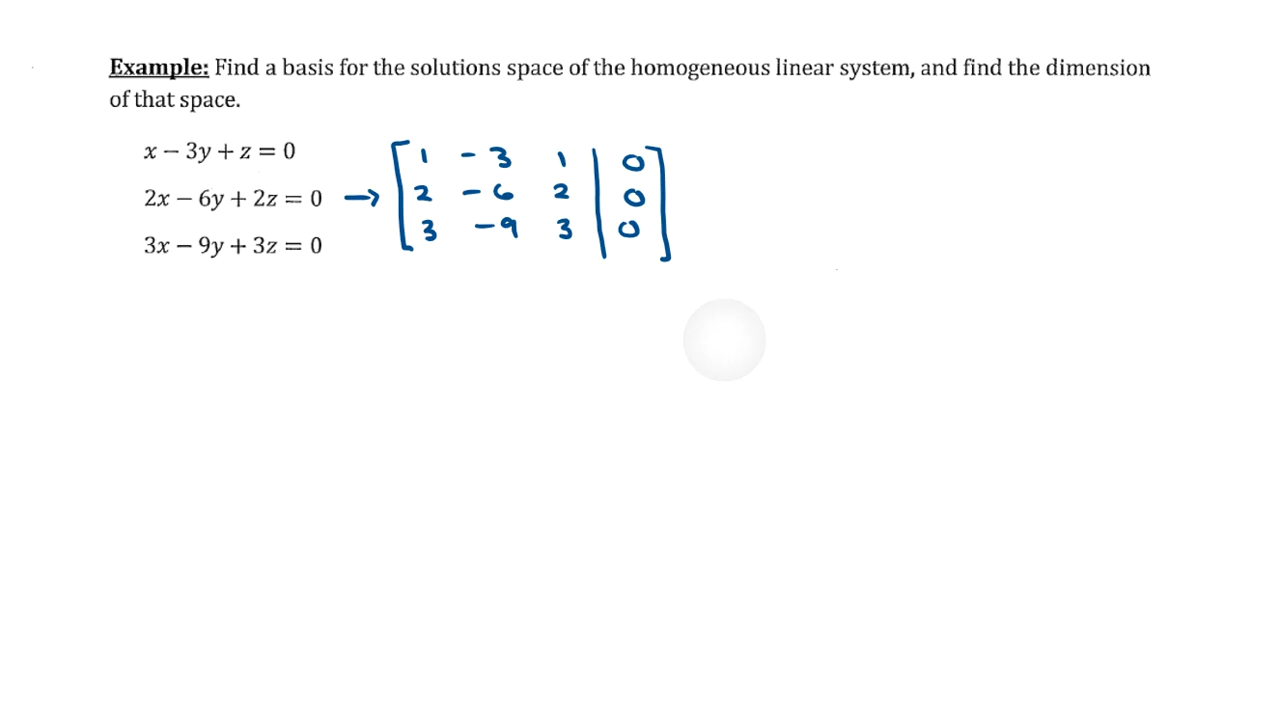 Example: Find a basis for the solutions space of the homogeneous linear system, and find the dimension
of that space.
x − 3y + z = 0
2x − 6y + 2z = 0 →
3x − 9y + 3z = 0
[ 1 -3 1 | 0 ]
[ 2 -6 2 | 0 ]
[ 3 -9 3 | 0 ]